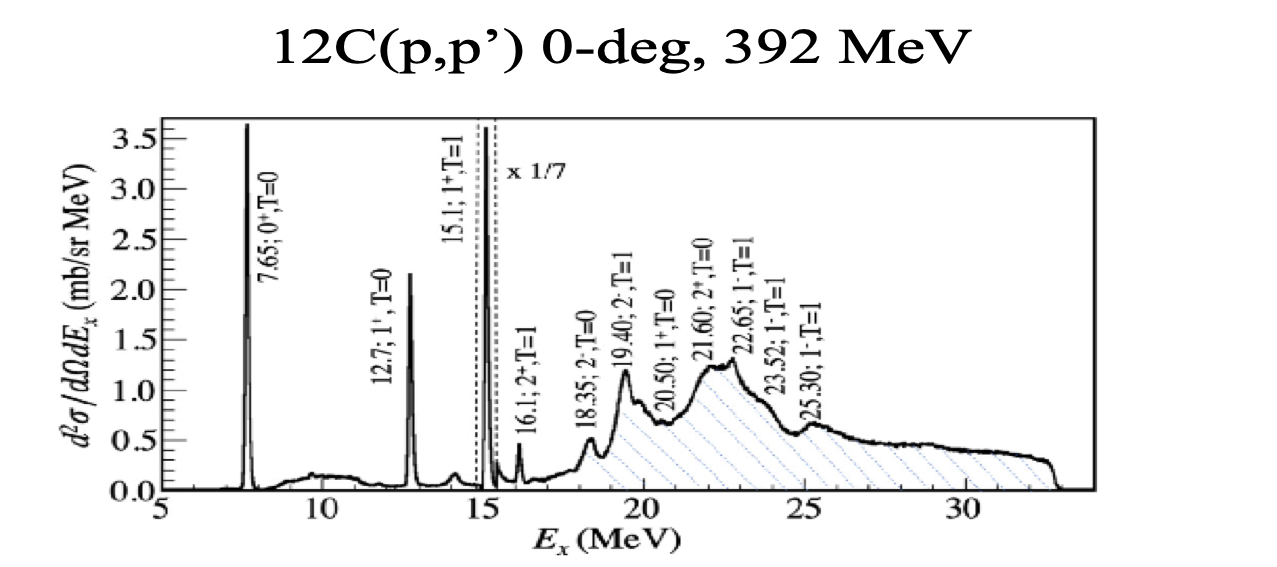 12C(p,p’) 0-deg, 392 MeV
d²σ/dΩdEₓ (mb/sr MeV)
3.5
3.0
2.5
2.0
1.5
1.0
0.5
0.0
7.65; 0⁺,T=0
12.7; 1⁺, T=0
15.1; 1⁺,T=1
x 1/7
16.1; 2⁺,T=1
18.35; 2⁻,T=0
19.40; 2⁻,T=1
20.50; 1⁺,T=0
21.60; 2⁺,T=0
22.65; 1⁻,T=1
23.52; 1⁻,T=1
25.30; 1⁻,T=1
5 10 15 20 25 30
Eₓ (MeV)